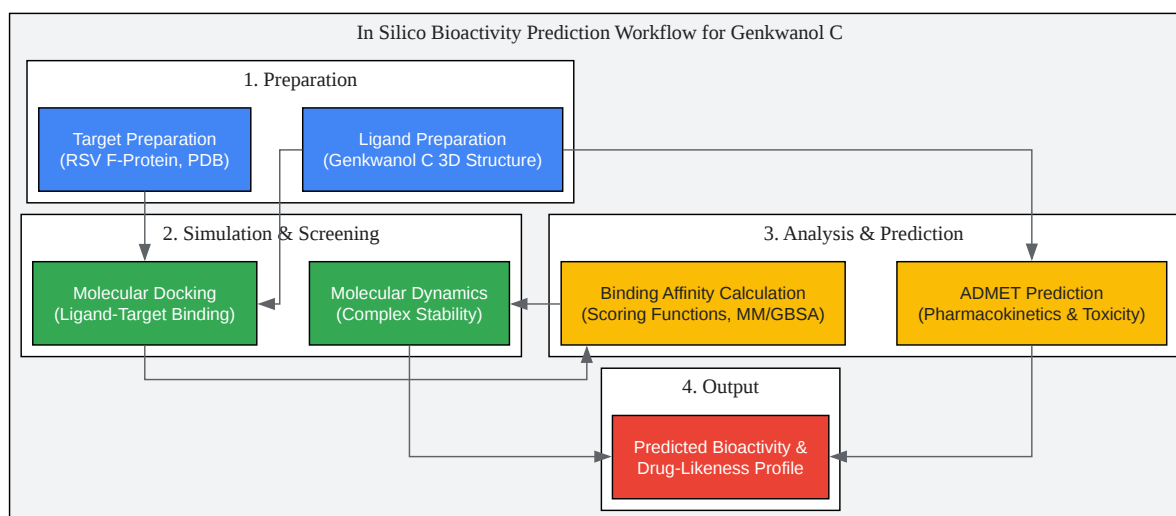 In Silico Bioactivity Prediction Workflow for Genkwanol C
1. Preparation
Target Preparation
(RSV F-Protein, PDB)
Ligand Preparation
(Genkwanol C 3D Structure)
2. Simulation & Screening
Molecular Docking
(Ligand-Target Binding)
Molecular Dynamics
(Complex Stability)
3. Analysis & Prediction
Binding Affinity Calculation
(Scoring Functions, MM/GBSA)
ADMET Prediction
(Pharmacokinetics & Toxicity)
4. Output
Predicted Bioactivity &
Drug-Likeness Profile